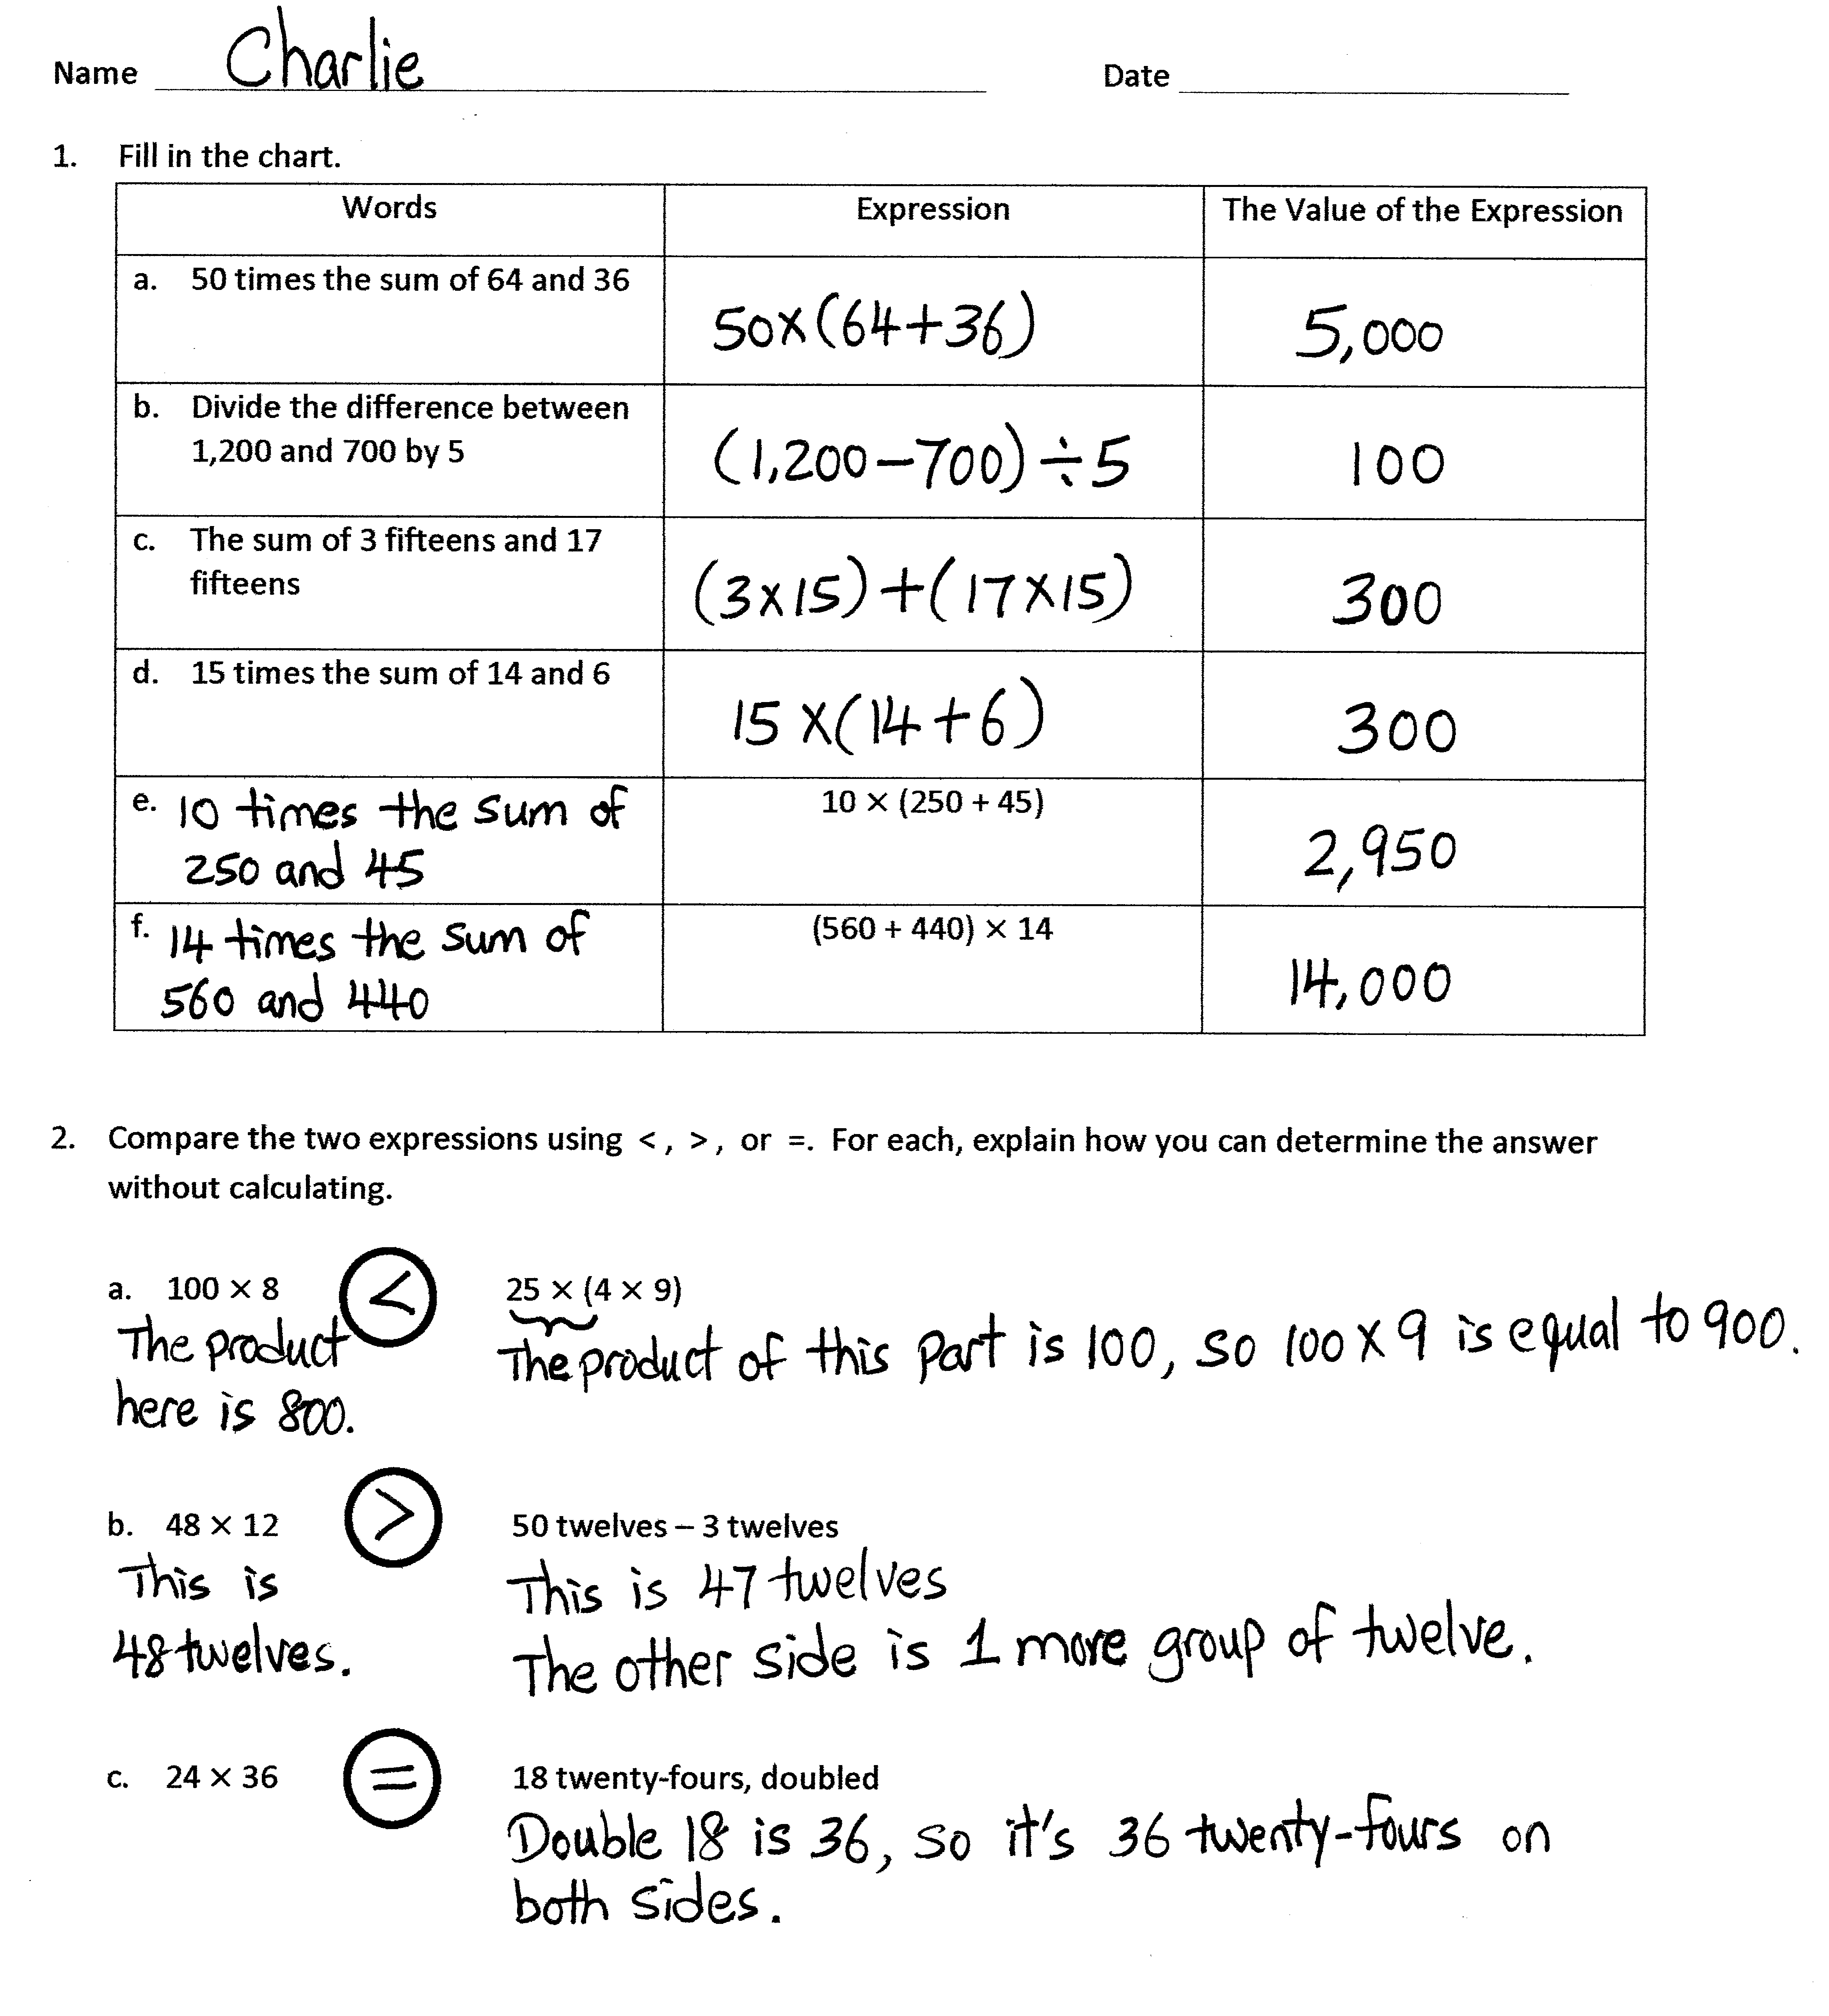 Name Charlie Date
1. Fill in the chart.
Words Expression The Value of the Expression
a. 50 times the sum of 64 and 36
50×(64+36) 5,000
b. Divide the difference between
1,200 and 700 by 5
(1,200−700)÷5 100
c. The sum of 3 fifteens and 17
fifteens
(3×15)+(17×15) 300
d. 15 times the sum of 14 and 6
15×(14+6) 300
e. 10 times the sum of
250 and 45
10 × (250 + 45)
2,950
f. 14 times the sum of
560 and 440
(560 + 440) × 14
14,000
2. Compare the two expressions using < , > , or =. For each, explain how you can determine the answer
without calculating.
a. 100 × 8 < 25 × (4 × 9)
The product
here is 800.
The product of this part is 100, so 100×9 is equal to 900.
b. 48 × 12 > 50 twelves – 3 twelves
This is
48 twelves.
This is 47 twelves
The other side is 1 more group of twelve.
c. 24 × 36 = 18 twenty-fours, doubled
Double 18 is 36, so it's 36 twenty-fours on
both sides.